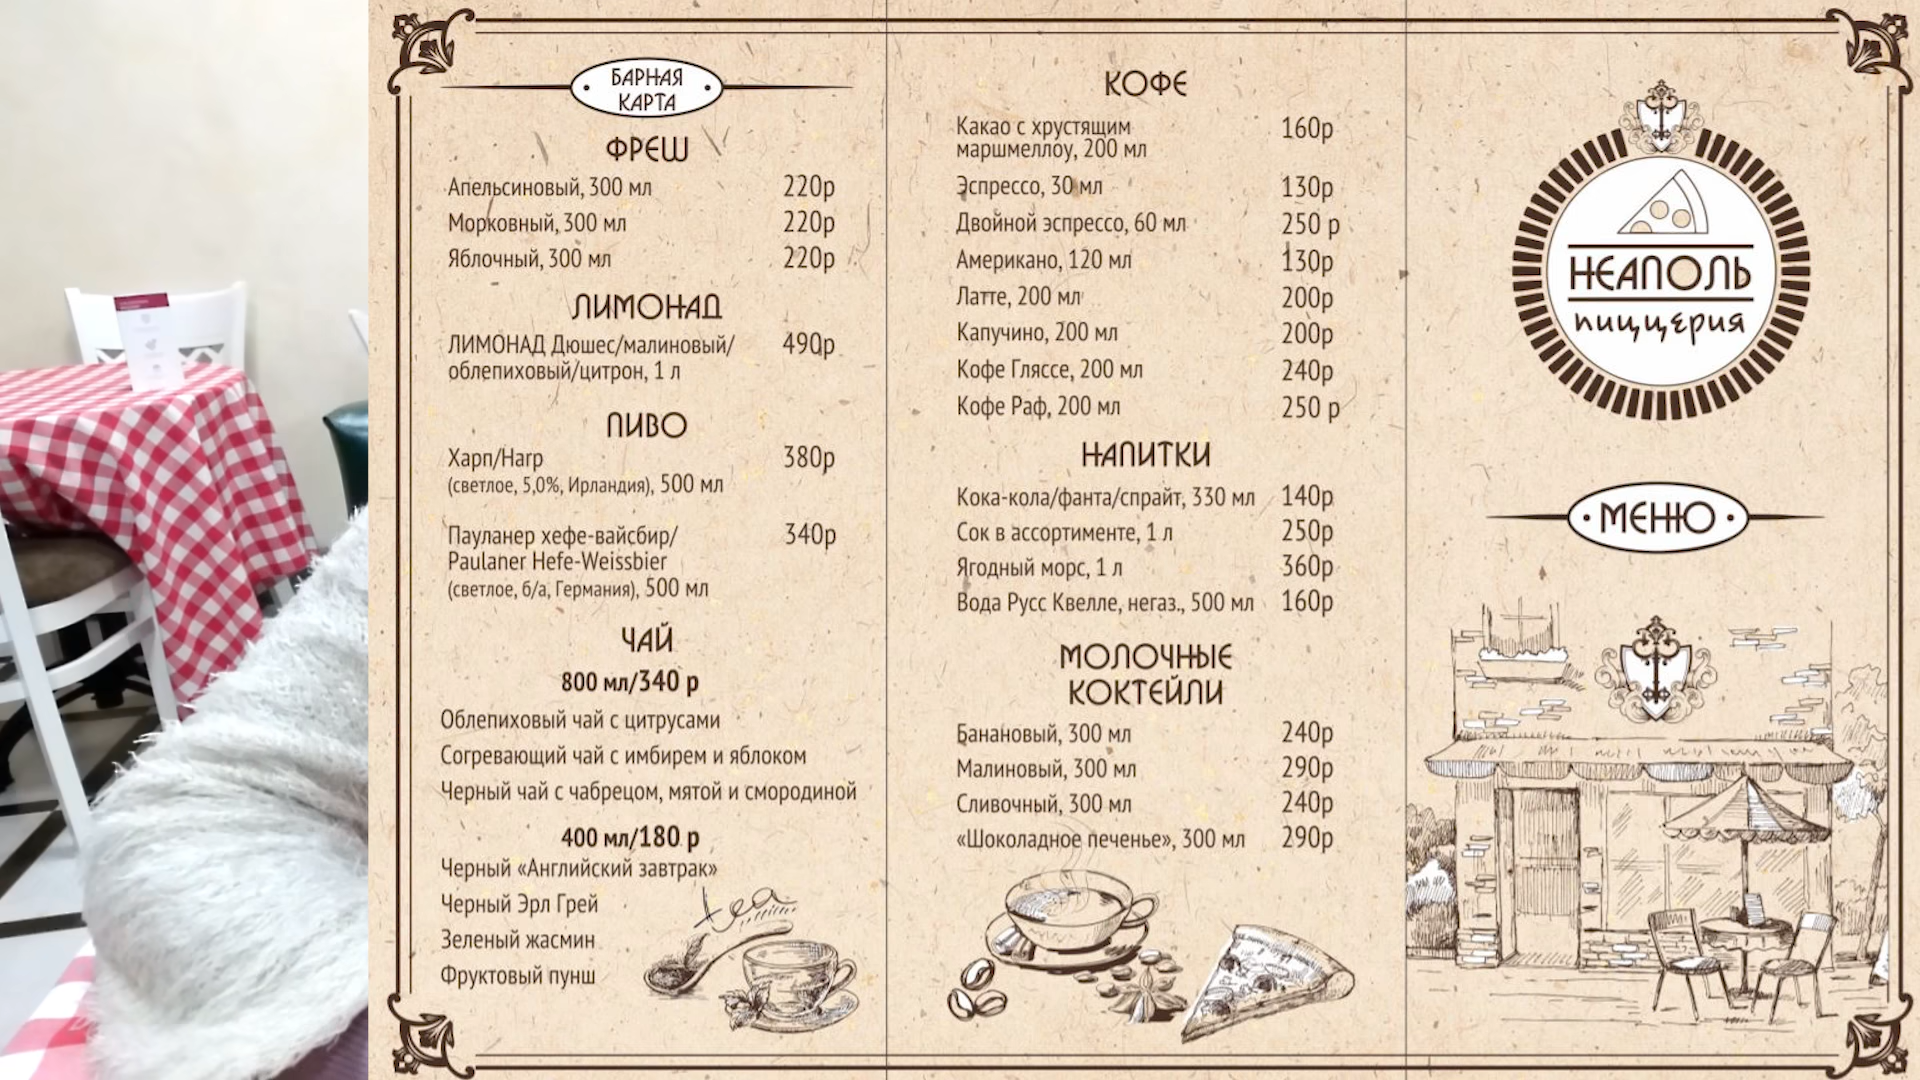 БАРНАЯ
КАРТА
ФРЕШ
Апельсиновый, 300 мл 220р
Морковный, 300 мл 220р
Яблочный, 300 мл 220р
ЛИМОНАД
ЛИМОНАД Дюшес/малиновый/ 490р
облепиховый/цитрон, 1 л
ПИВО
Харп/Harp 380р
(светлое, 5,0%, Ирландия), 500 мл
Пауланер хефе-вайсбир/ 340р
Paulaner Hefe-Weissbier
(светлое, б/а, Германия), 500 мл
ЧАЙ
800 мл/340 р
Облепиховый чай с цитрусами
Согревающий чай с имбирем и яблоком
Черный чай с чабрецом, мятой и смородиной
400 мл/180 р
Черный «Английский завтрак»
Черный Эрл Грей
Зеленый жасмин
Фруктовый пунш
tea
КОФЕ
Какао с хрустящим 160р
маршмеллоу, 200 мл
Эспрессо, 30 мл 130р
Двойной эспрессо, 60 мл 250 р
Американо, 120 мл 130р
Латте, 200 мл 200р
Капучино, 200 мл 200р
Кофе Гляссе, 200 мл 240р
Кофе Раф, 200 мл 250 р
НАПИТКИ
Кока-кола/фанта/спрайт, 330 мл 140р
Сок в ассортименте, 1 л 250р
Ягодный морс, 1 л 360р
Вода Русс Квелле, негаз., 500 мл 160р
МОЛОЧНЫЕ
КОКТЕЙЛИ
Банановый, 300 мл 240р
Малиновый, 300 мл 290р
Сливочный, 300 мл 240р
«Шоколадное печенье», 300 мл 290р
НЕАПОЛЬ
пиццерия
МЕНЮ